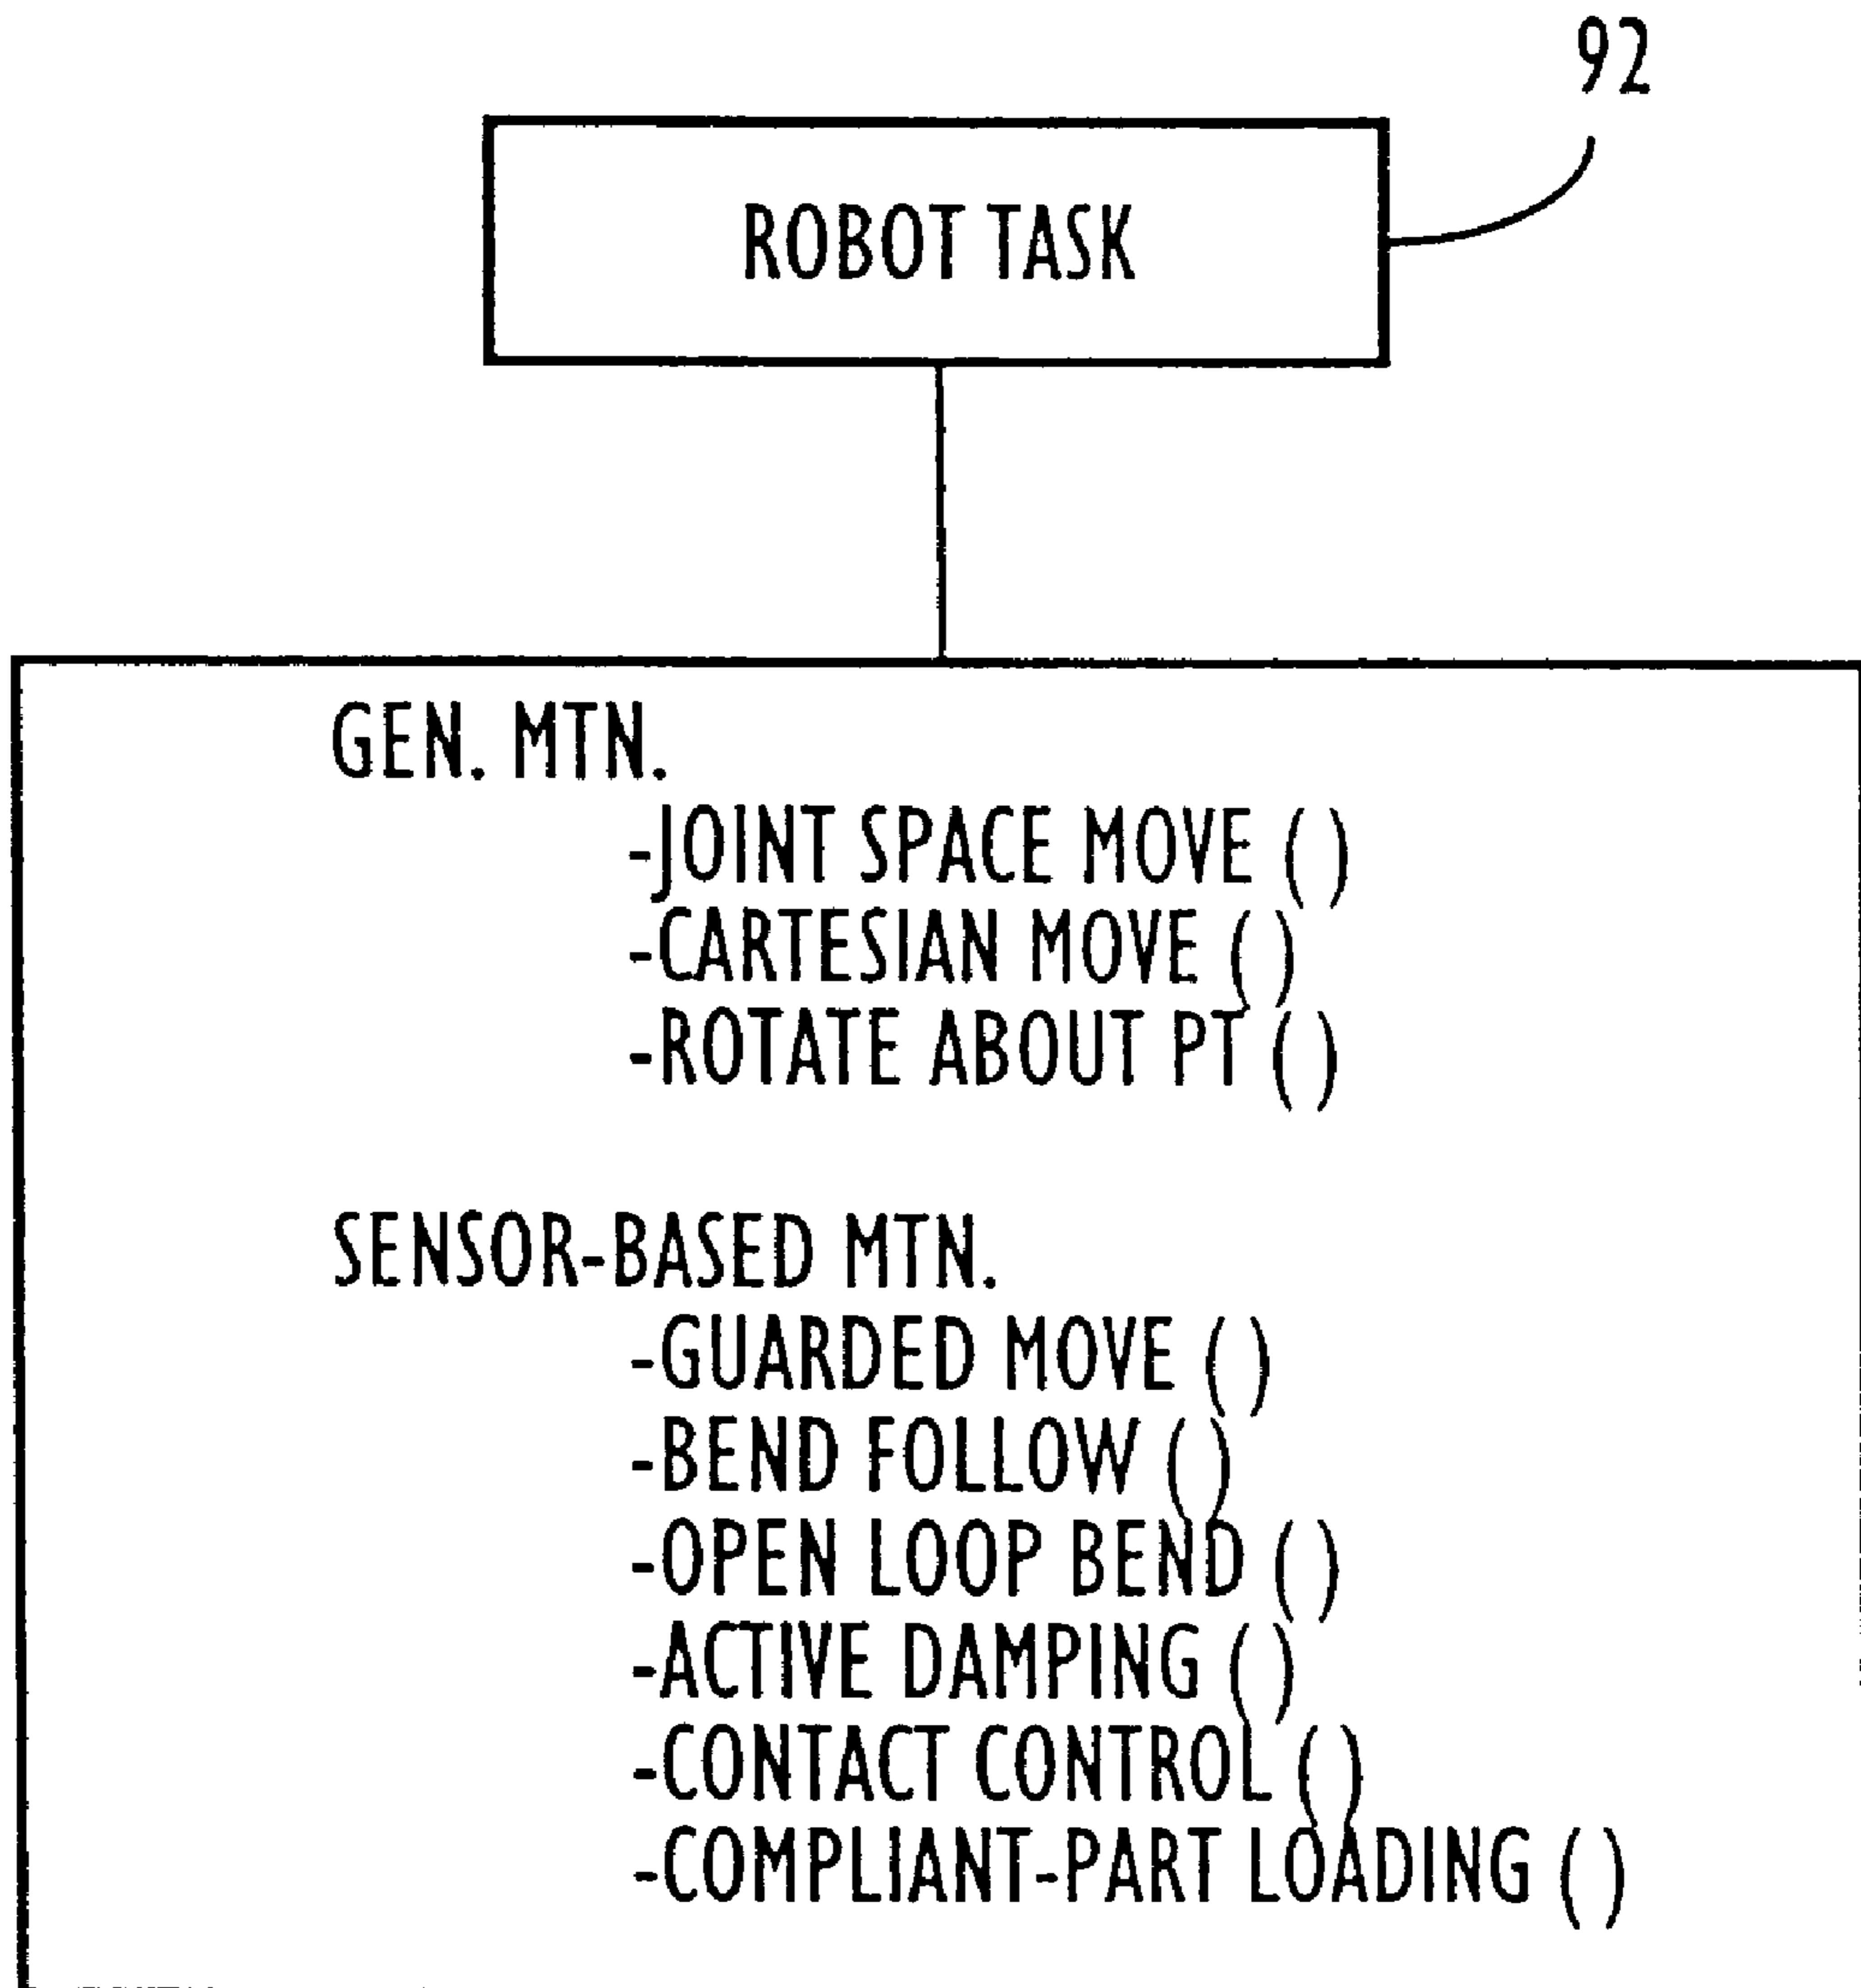 92
ROBOT TASK
GEN. MTN.
-JOINT SPACE MOVE ( )
-CARTESIAN MOVE ( )
-ROTATE ABOUT PT ( )
SENSOR-BASED MTN.
-GUARDED MOVE ( )
-BEND FOLLOW ( )
-OPEN LOOP BEND ( )
-ACTIVE DAMPING ( )
-CONTACT CONTROL ( )
-COMPLIANT-PART LOADING ( )